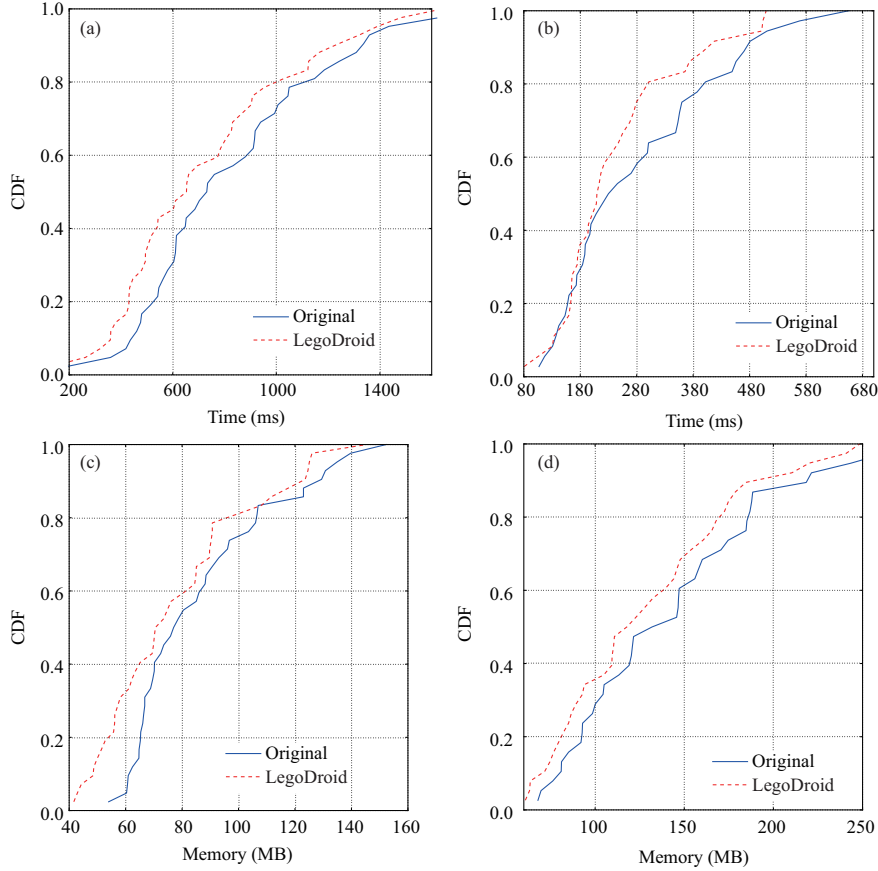 1.0 (a) 1.0 (b)
0.8 0.8
CDF 0.6 CDF 0.6
0.4 0.4
0.2 Original 0.2 Original
LegoDroid LegoDroid
0.0 0.0
200 600 1000 1400 80 180 280 380 480 580 680
Time (ms) Time (ms)
1.0 (c) 1.0 (d)
0.8 0.8
CDF 0.6 CDF 0.6
0.4 0.4
0.2 Original 0.2 Original
LegoDroid LegoDroid
0.0 0.0
40 60 80 100 120 140 160 100 150 200 250
Memory (MB) Memory (MB)